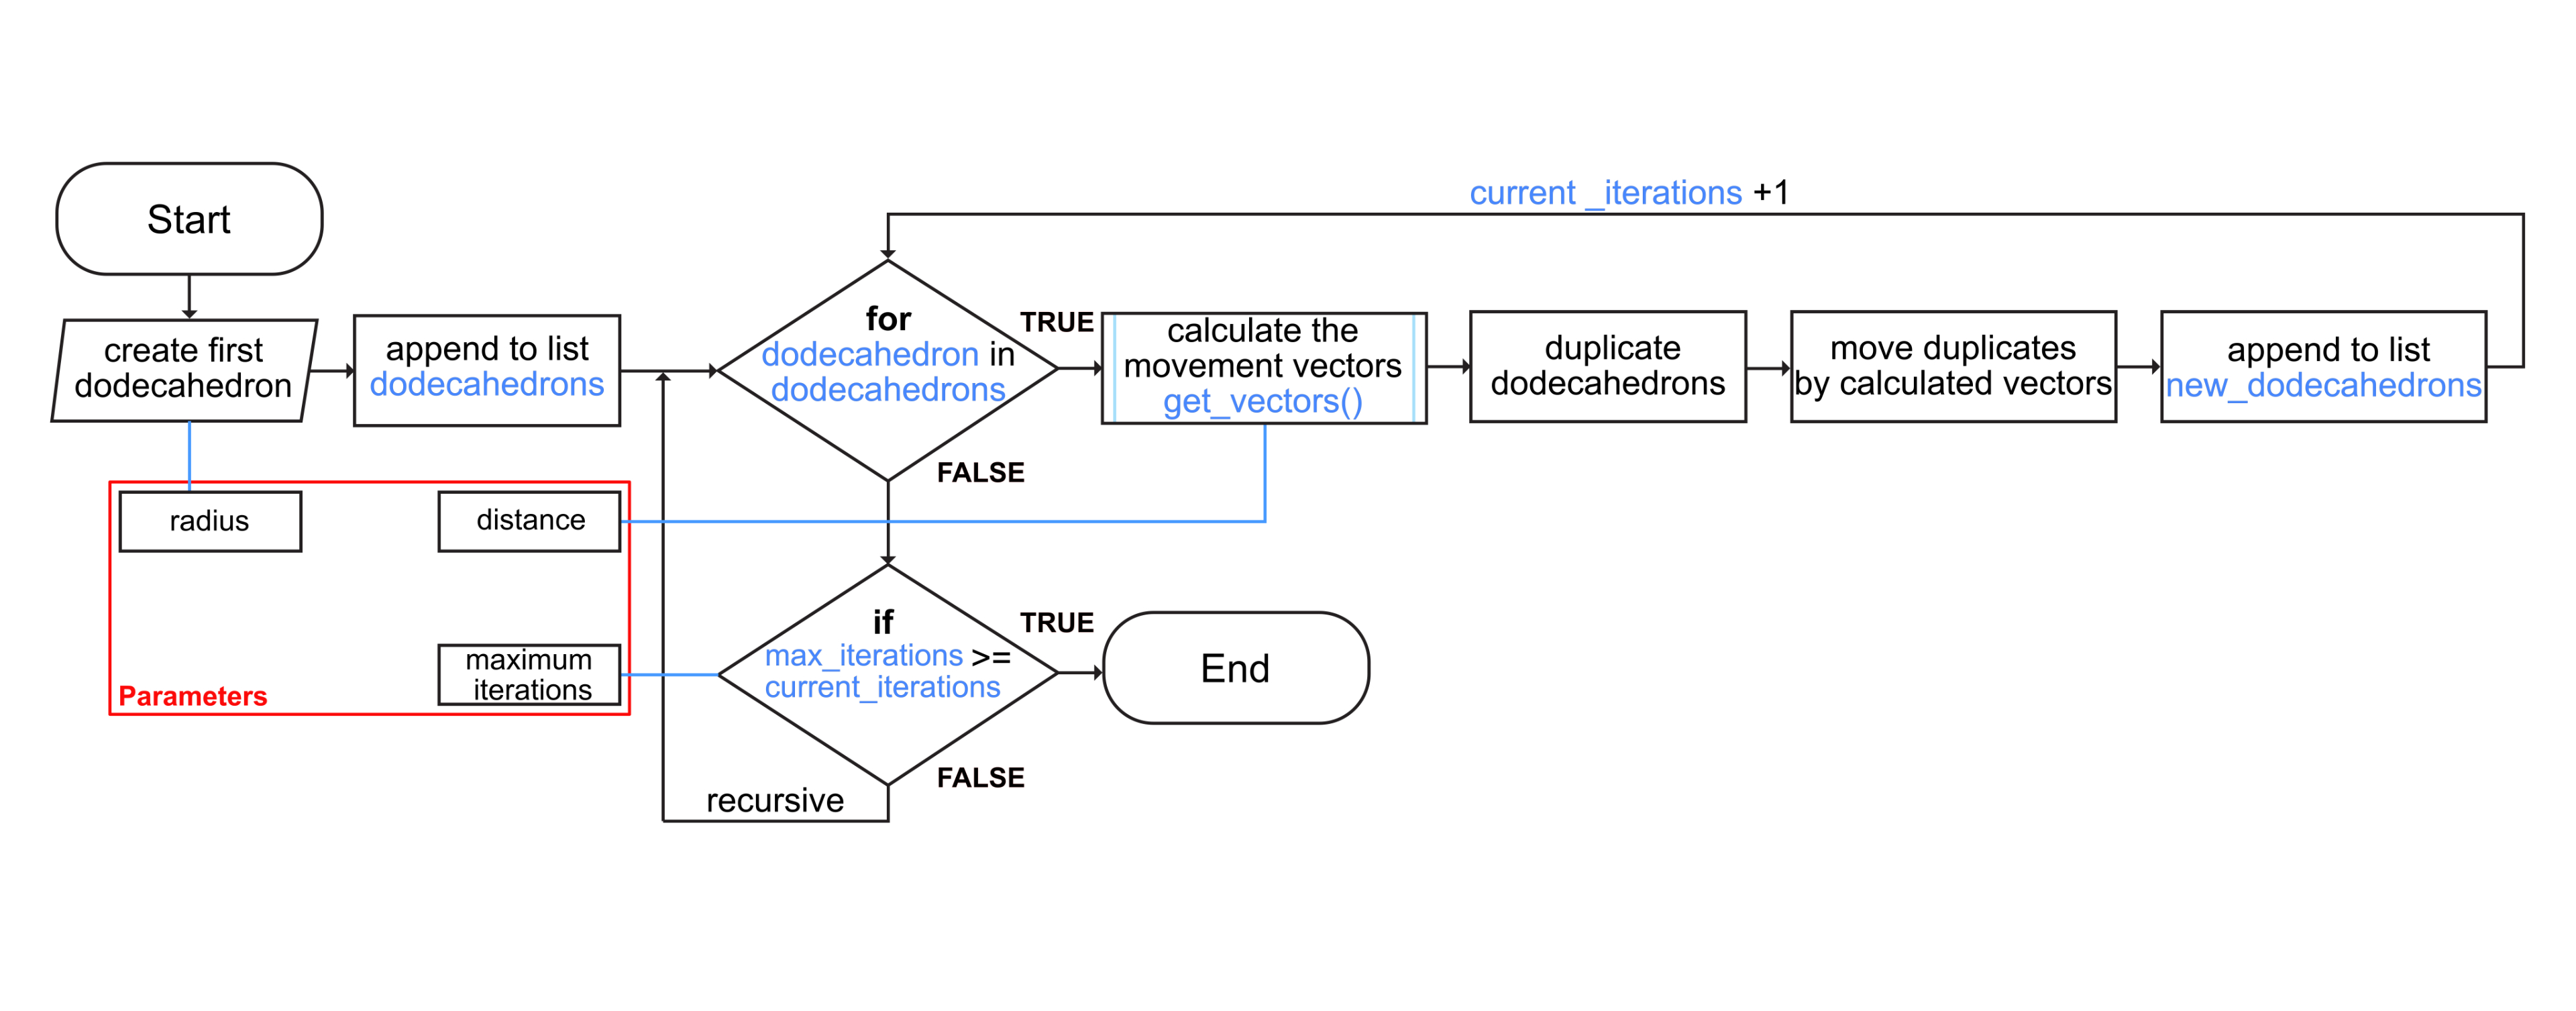 Start
create first
dodecahedron
append to list
dodecahedrons
for
dodecahedron in
dodecahedrons
TRUE
FALSE
calculate the
movement vectors
get_vectors()
duplicate
dodecahedrons
move duplicates
by calculated vectors
append to list
new_dodecahedrons
current _iterations +1
radius
distance
maximum
iterations
Parameters
if
max_iterations >=
current_iterations
TRUE
FALSE
End
recursive